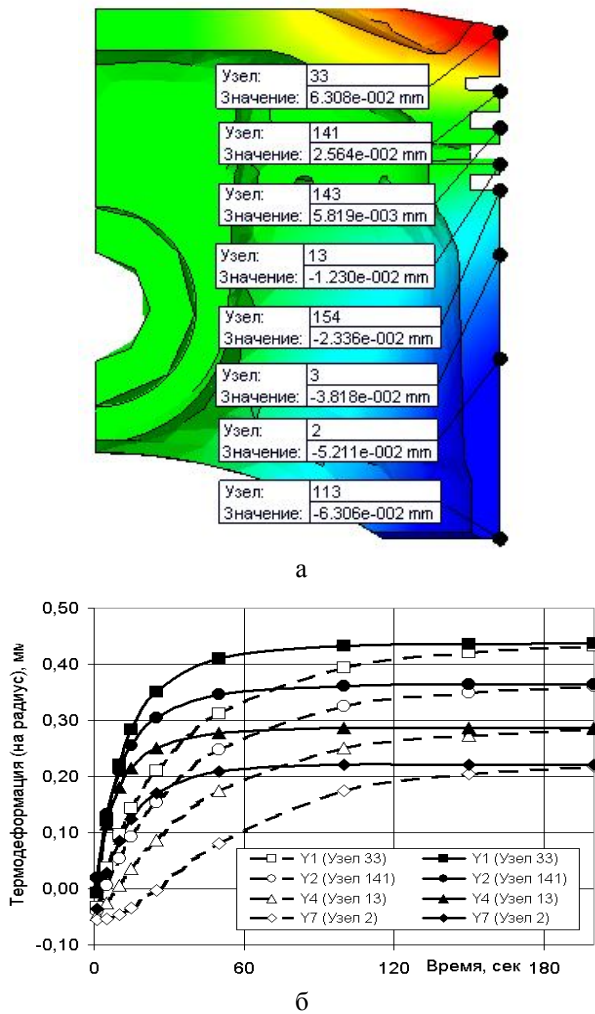 Узел: 33
Значение: 6.308e-002 mm
Узел: 141
Значение: 2.564e-002 mm
Узел: 143
Значение: 5.819e-003 mm
Узел: 13
Значение: -1.230e-002 mm
Узел: 154
Значение: -2.336e-002 mm
Узел: 3
Значение: -3.818e-002 mm
Узел: 2
Значение: -5.211e-002 mm
Узел: 113
Значение: -6.306e-002 mm
а
Термодеформация (на радиус), мм
0,50
0,40
0,30
0,20
0,10
0,00
-0,10
Y1 (Узел 33) Y1 (Узел 33)
Y2 (Узел 141) Y2 (Узел 141)
Y4 (Узел 13) Y4 (Узел 13)
Y7 (Узел 2) Y7 (Узел 2)
0 60 120 Время, сек 180
б